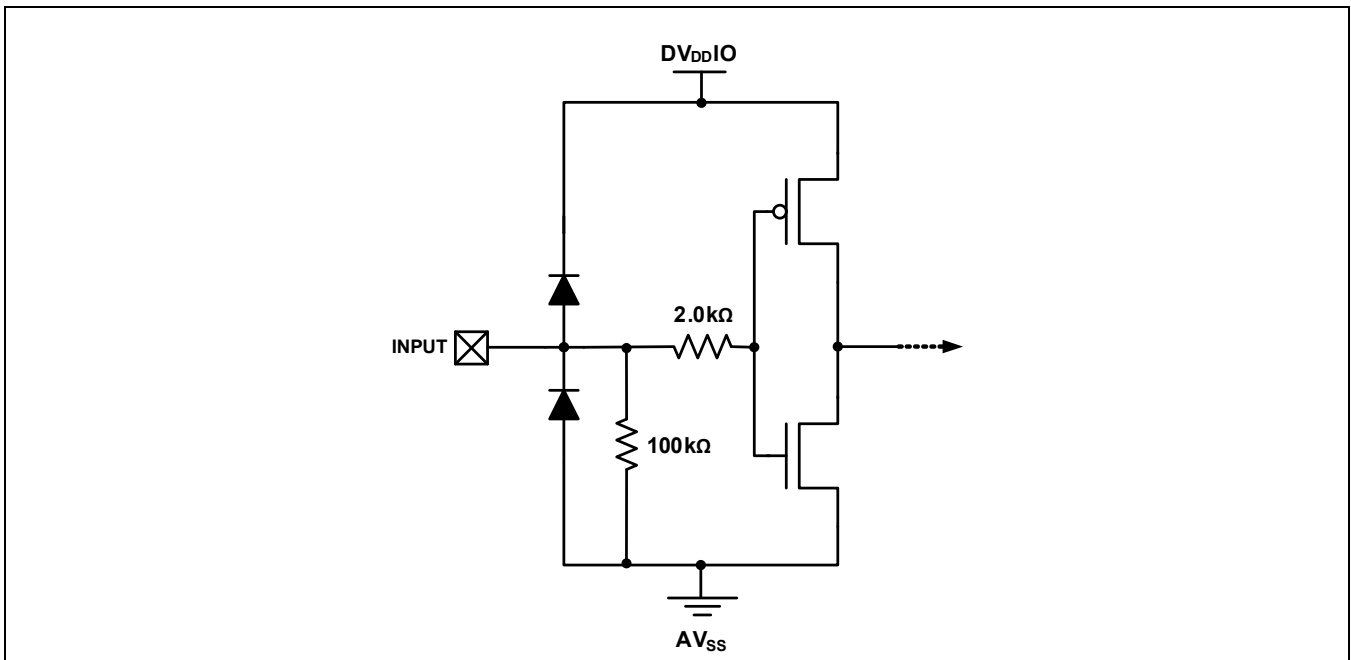 DVDDIO
2.0kΩ
INPUT
100kΩ
AVSS